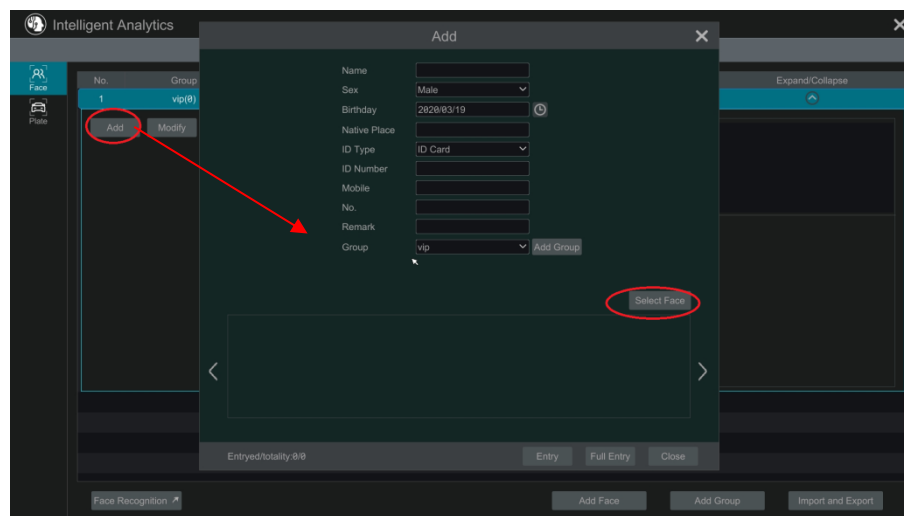 Intelligent Analytics
Add
Face
Plate
No. Group Expand/Collapse
1 vip(0)
Add Modify
Name
Sex Male
Birthday 2020/03/19
Native Place
ID Type ID Card
ID Number
Mobile
No.
Remark
Group vip Add Group
Select Face
Entryed/totality:0/0 Entry Full Entry Close
Face Recognition Add Face Add Group Import and Export